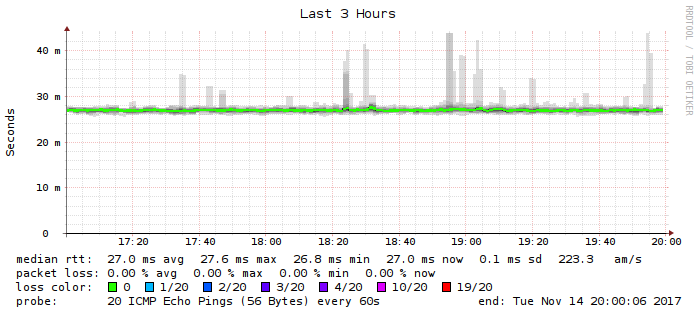 Last 3 Hours
RRDTOOL / TOBI OETIKER
Seconds
40 m
30 m
20 m
10 m
0
17:20 17:40 18:00 18:20 18:40 19:00 19:20 19:40 20:00
median rtt: 27.0 ms avg 27.6 ms max 26.8 ms min 27.0 ms now 0.1 ms sd 223.3 am/s
packet loss: 0.00 % avg 0.00 % max 0.00 % min 0.00 % now
loss color: 0 1/20 2/20 3/20 4/20 10/20 19/20
probe: 20 ICMP Echo Pings (56 Bytes) every 60s end: Tue Nov 14 20:00:06 2017